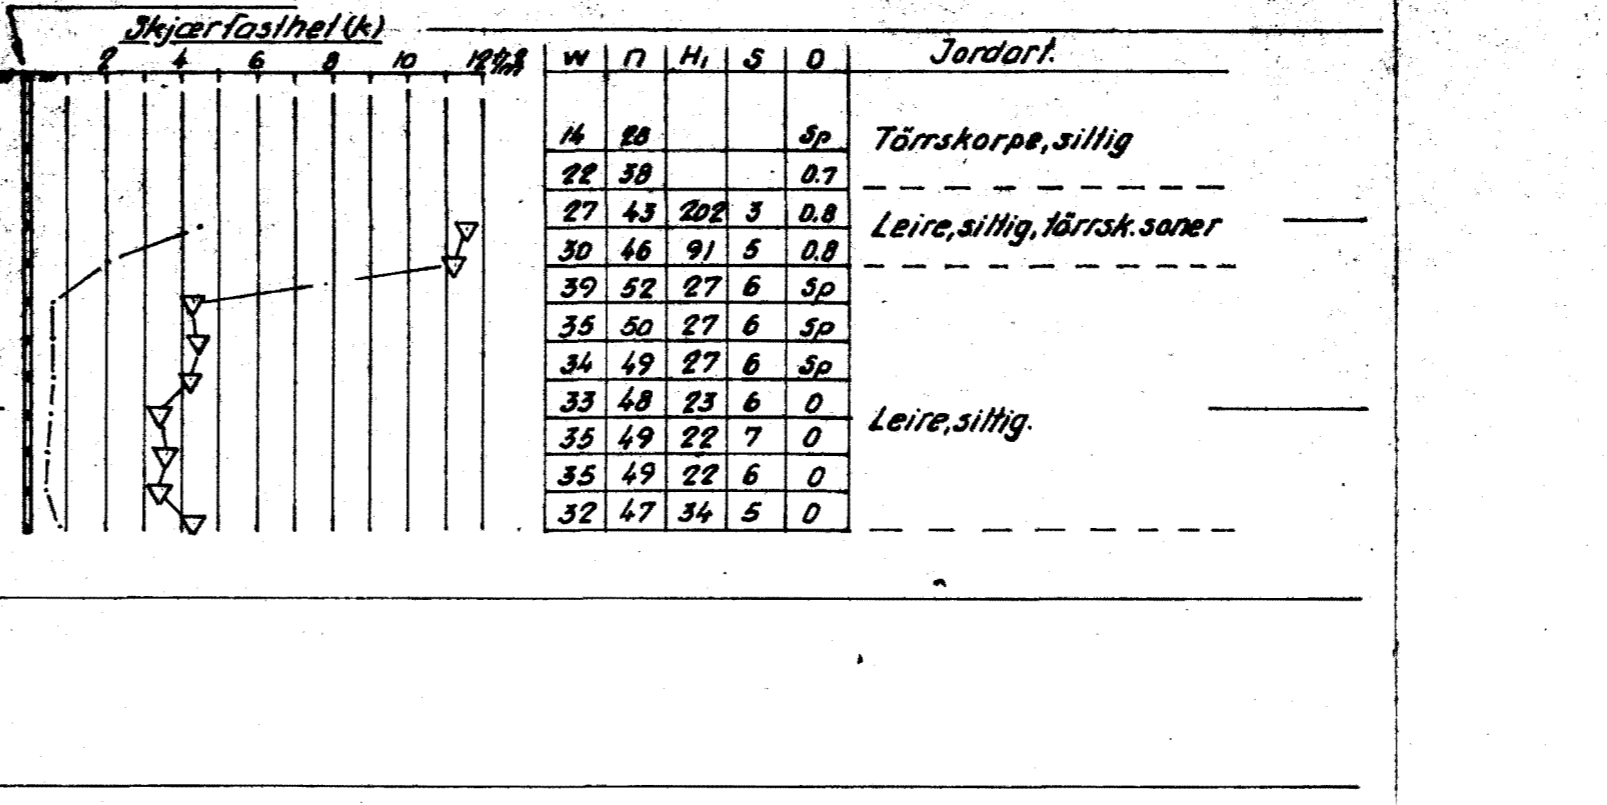 Skjærfasthet (k)
2 4 6 8 10 12 t/m²
w n H₁ S O Jordart.
14 28 Sp Törrskorpe, siltig
22 38 0.7
27 43 202 3 0.8 Leire, siltig, törrsk. soner
30 46 91 5 0.8
39 52 27 6 Sp
35 50 27 6 Sp
34 49 27 6 Sp
33 48 23 6 0 Leire, siltig.
35 49 22 7 0
35 49 22 6 0
32 47 34 5 0